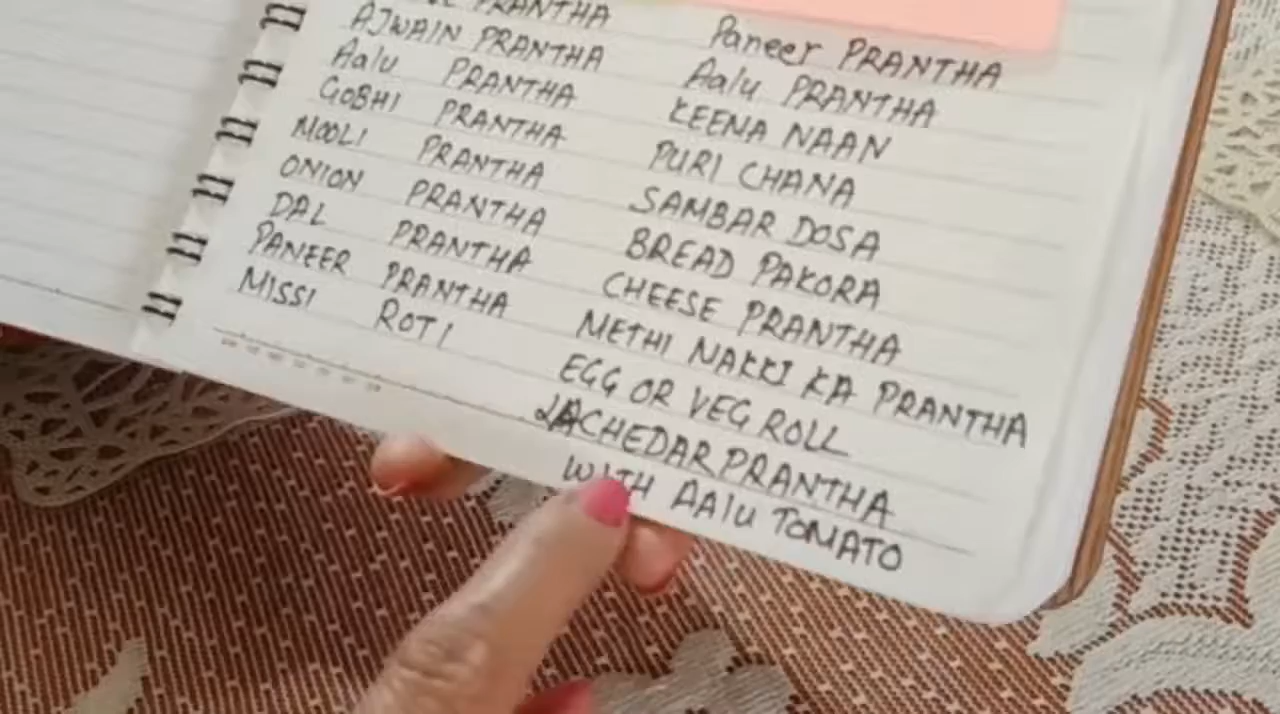 PRANTHA
AJWAIN PRANTHA
Aalu PRANTHA
GOBHI PRANTHA
MOOLI PRANTHA
ONION PRANTHA
DAL PRANTHA
PANEER PRANTHA
MISSI ROTI
Paneer PRANTHA
Aalu PRANTHA
KEENA NAAN
PURI CHANA
SAMBAR DOSA
BREAD PAKORA
CHEESE PRANTHA
METHI NAKKI KA PRANTHA
EGG OR VEG ROLL
LACHEDAR PRANTHA
WITH AALU TOMATO